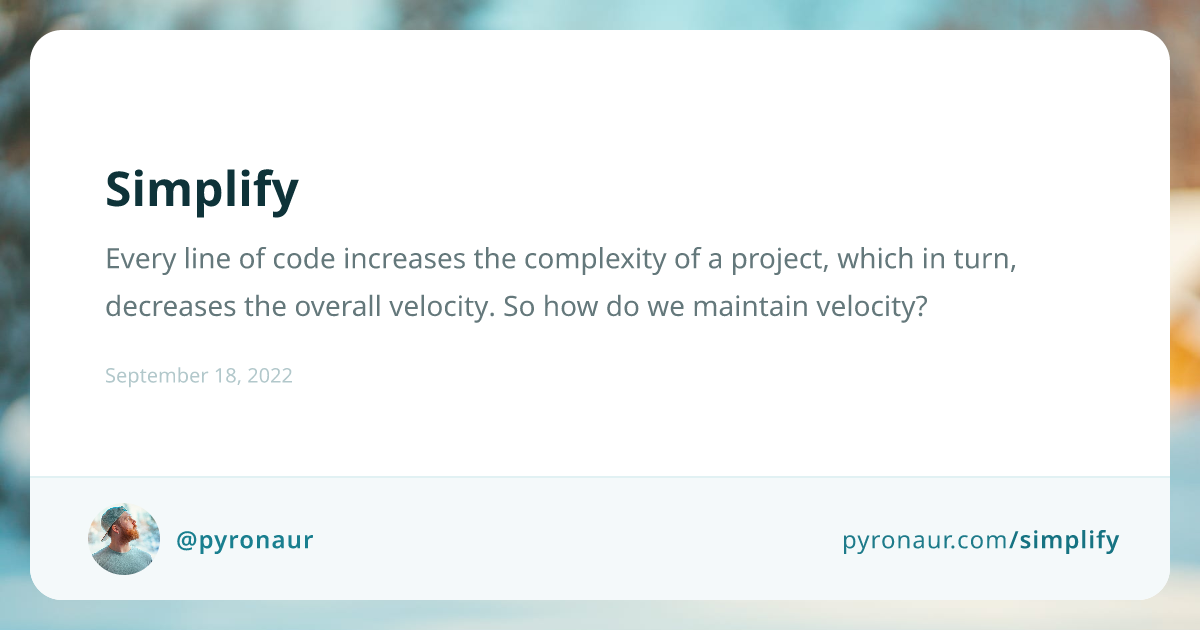 Simplify
Every line of code increases the complexity of a project, which in turn,
decreases the overall velocity. So how do we maintain velocity?
September 18, 2022
@pyronaur
pyronaur.com/simplify